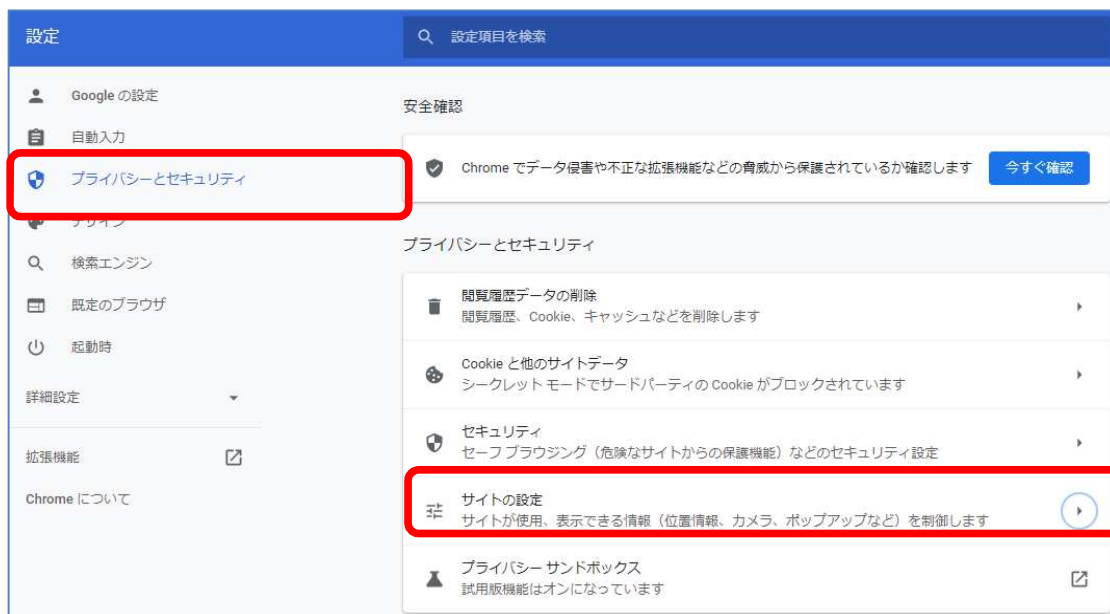 設定
設定項目を検索
Google の設定
自動入力
プライバシーとセキュリティ
デザイン
検索エンジン
既定のブラウザ
起動時
詳細設定
拡張機能
Chrome について
安全確認
Chrome でデータ侵害や不正な拡張機能などの脅威から保護されているか確認します
今すぐ確認
プライバシーとセキュリティ
閲覧履歴データの削除
閲覧履歴、Cookie、キャッシュなどを削除します
Cookie と他のサイトデータ
シークレット モードでサードパーティの Cookie がブロックされています
セキュリティ
セーフ ブラウジング（危険なサイトからの保護機能）などのセキュリティ設定
サイトの設定
サイトが使用、表示できる情報（位置情報、カメラ、ポップアップなど）を制御します
プライバシー サンドボックス
試用版機能はオンになっています